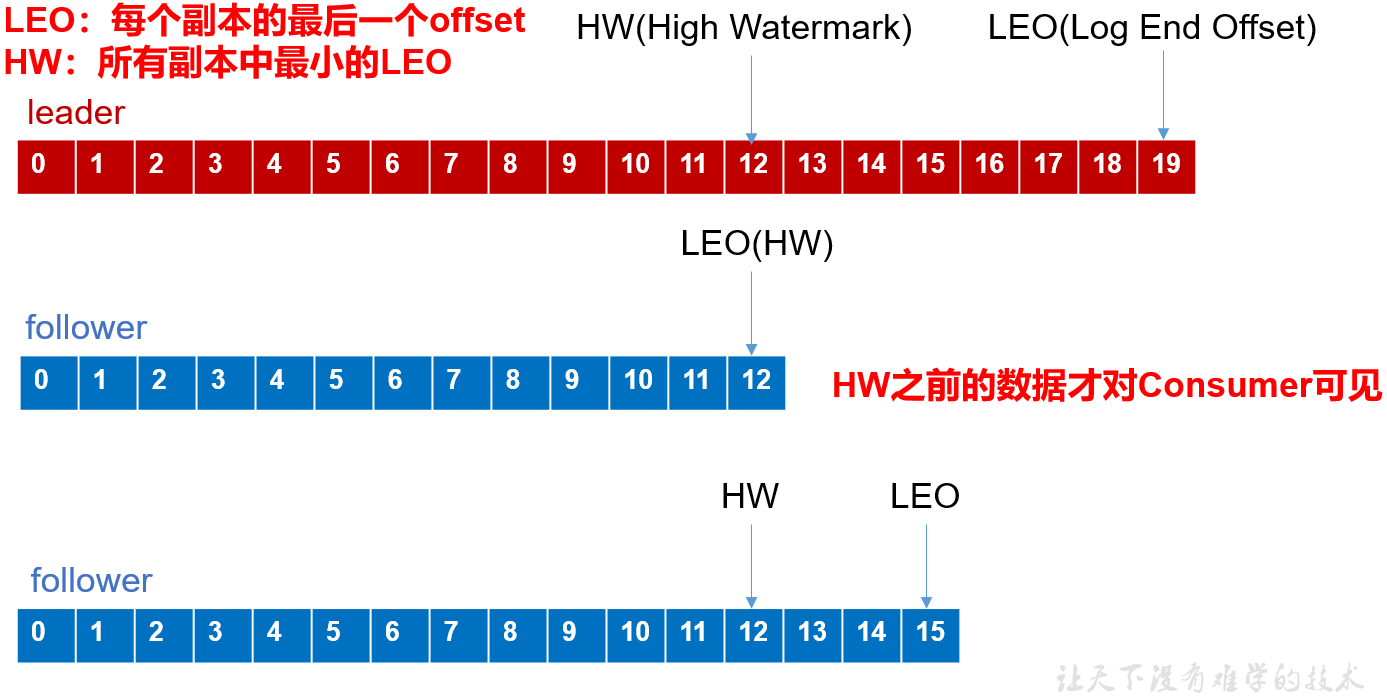 LEO：每个副本的最后一个offset
HW：所有副本中最小的LEO
HW(High Watermark)
LEO(Log End Offset)
leader
0 1 2 3 4 5 6 7 8 9 10 11 12 13 14 15 16 17 18 19
LEO(HW)
follower
0 1 2 3 4 5 6 7 8 9 10 11 12
HW之前的数据才对Consumer可见
HW
LEO
follower
0 1 2 3 4 5 6 7 8 9 10 11 12 13 14 15
让天下没有难学的技术